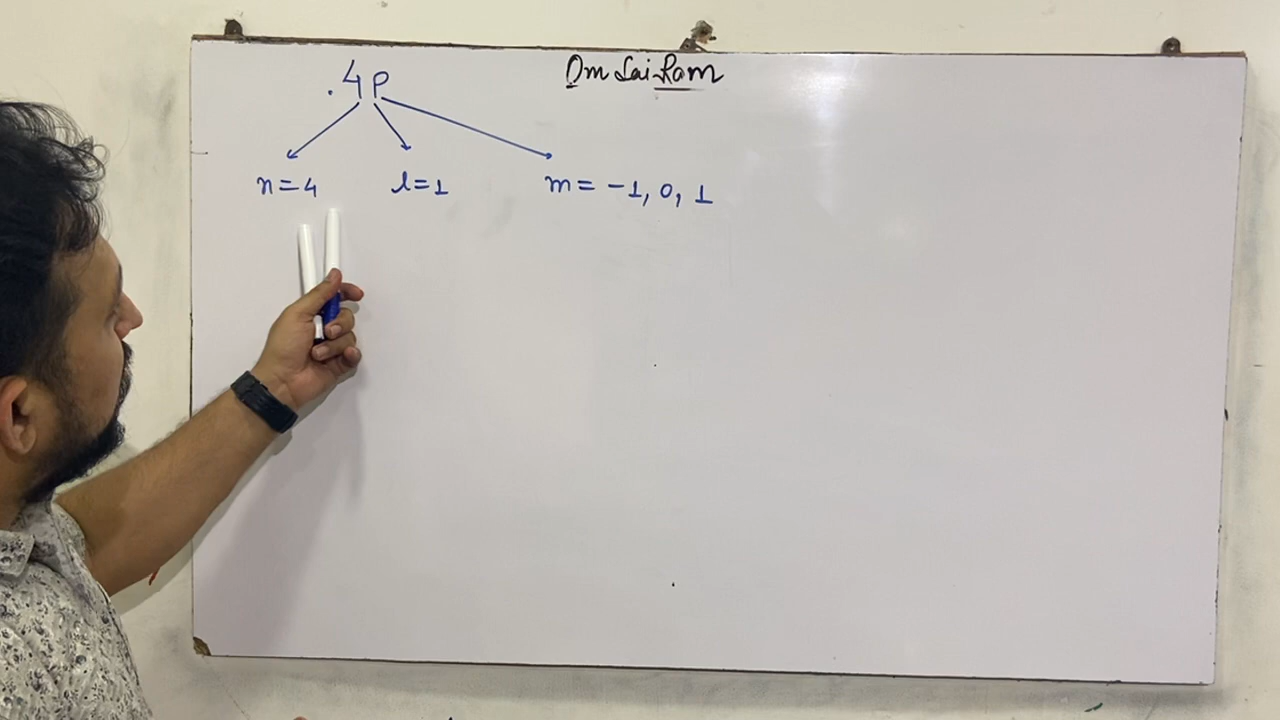 Om Sai Ram
.4p
n=4 l=1 m= -1, 0, 1